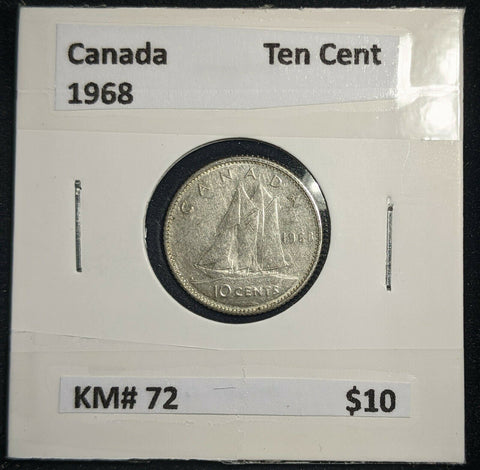 Canada Ten Cent
1968
CANADA
1968
10 CENTS
KM# 72 $10